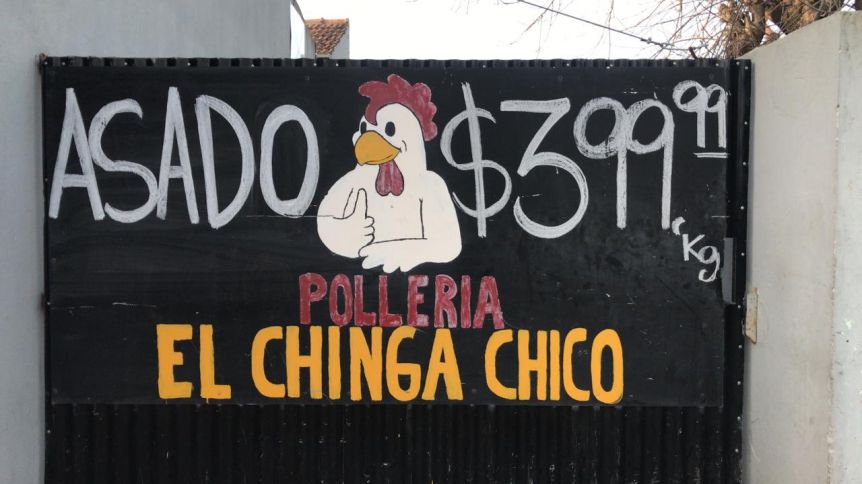 ASADO $399,99 Kg
POLLERIA
EL CHINGA CHICO